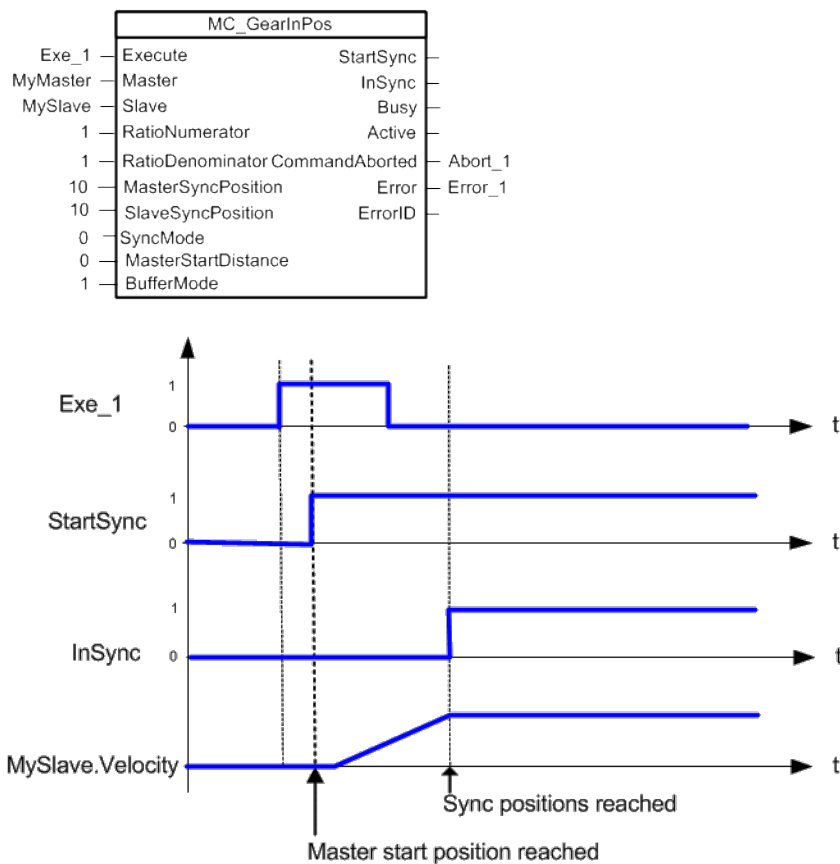 MC_GearInPos
Exe_1 Execute StartSync
MyMaster Master InSync
MySlave Slave Busy
1 RatioNumerator Active
1 RatioDenominator CommandAborted Abort_1
10 MasterSyncPosition Error Error_1
10 SlaveSyncPosition ErrorID
0 SyncMode
0 MasterStartDistance
1 BufferMode
1
Exe_1
0 t
1
StartSync
0 t
1
InSync 0 t
MySlave.Velocity t
Sync positions reached
Master start position reached